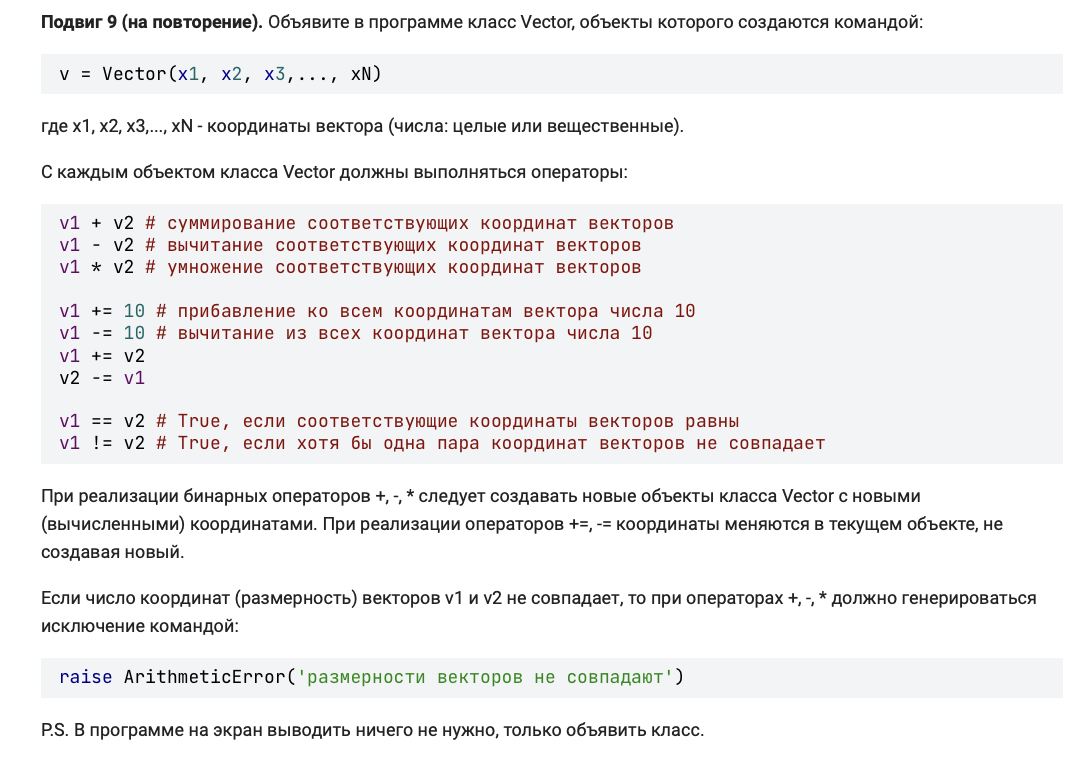 Подвиг 9 (на повторение). Объявите в программе класс Vector, объекты которого создаются командой:
v = Vector(x1, x2, x3,..., xN)
где x1, x2, x3,..., xN - координаты вектора (числа: целые или вещественные).
С каждым объектом класса Vector должны выполняться операторы:
v1 + v2 # суммирование соответствующих координат векторов
v1 - v2 # вычитание соответствующих координат векторов
v1 * v2 # умножение соответствующих координат векторов
v1 += 10 # прибавление ко всем координатам вектора числа 10
v1 -= 10 # вычитание из всех координат вектора числа 10
v1 += v2
v2 -= v1
v1 == v2 # True, если соответствующие координаты векторов равны
v1 != v2 # True, если хотя бы одна пара координат векторов не совпадает
При реализации бинарных операторов +, -, * следует создавать новые объекты класса Vector с новыми
(вычисленными) координатами. При реализации операторов +=, -= координаты меняются в текущем объекте, не
создавая новый.
Если число координат (размерность) векторов v1 и v2 не совпадает, то при операторах +, -, * должно генерироваться
исключение командой:
raise ArithmeticError('размерности векторов не совпадают')
P.S. В программе на экран выводить ничего не нужно, только объявить класс.